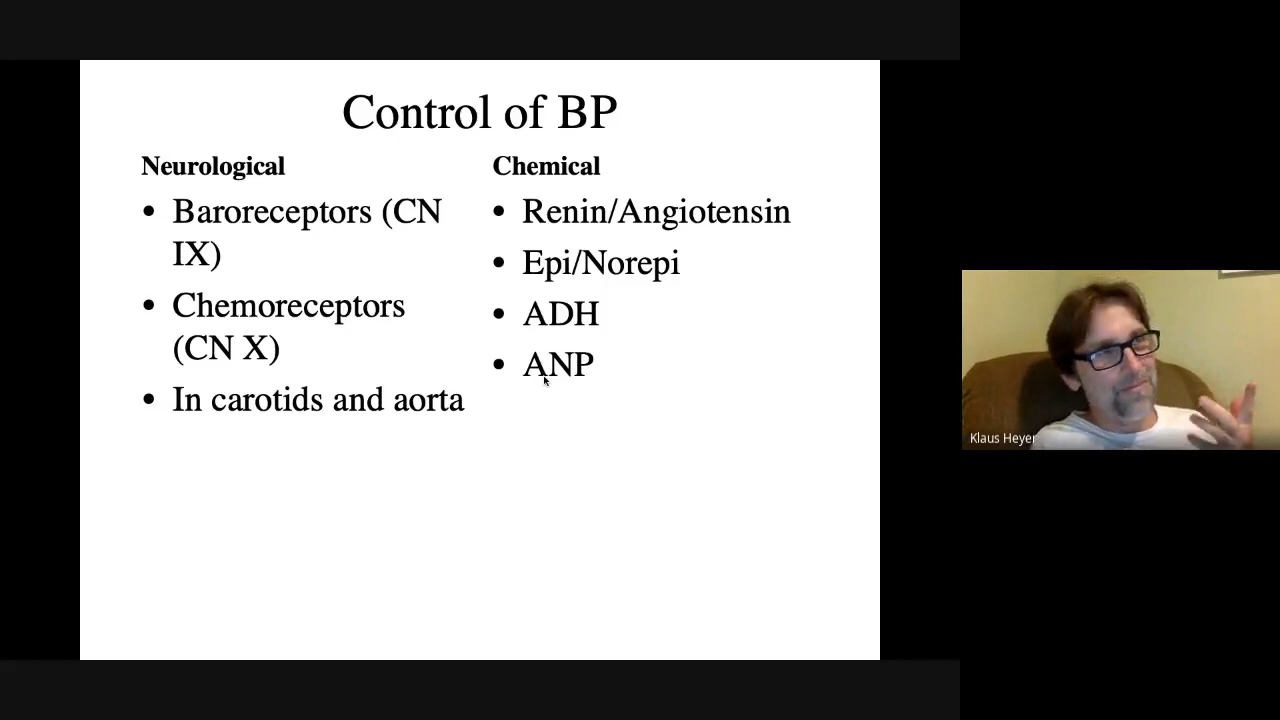 Control of BP
Neurological
• Baroreceptors (CN
IX)
• Chemoreceptors
(CN X)
• In carotids and aorta
Chemical
• Renin/Angiotensin
• Epi/Norepi
• ADH
• ANP
Klaus Heyer